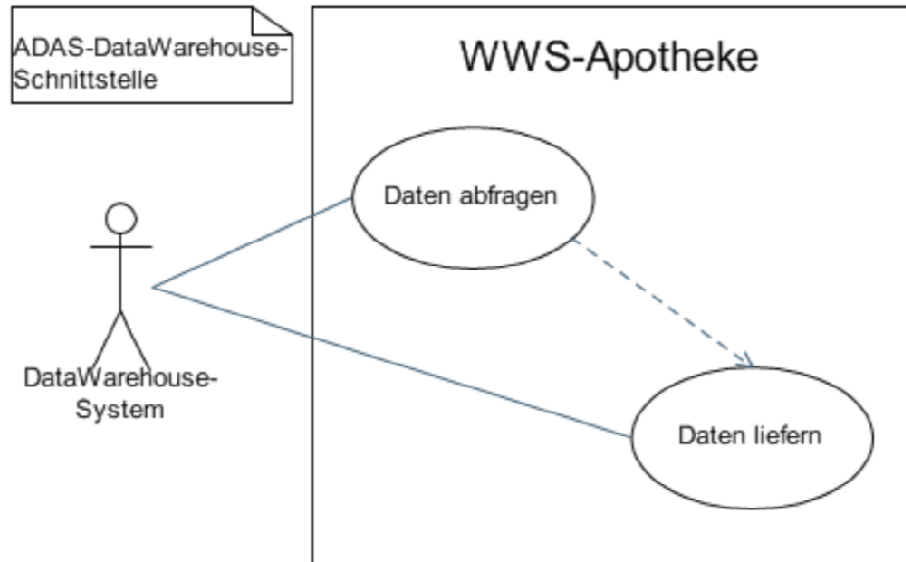 ADAS-DataWarehouse-
Schnittstelle
WWS-Apotheke
Daten abfragen
DataWarehouse-
System
Daten liefern